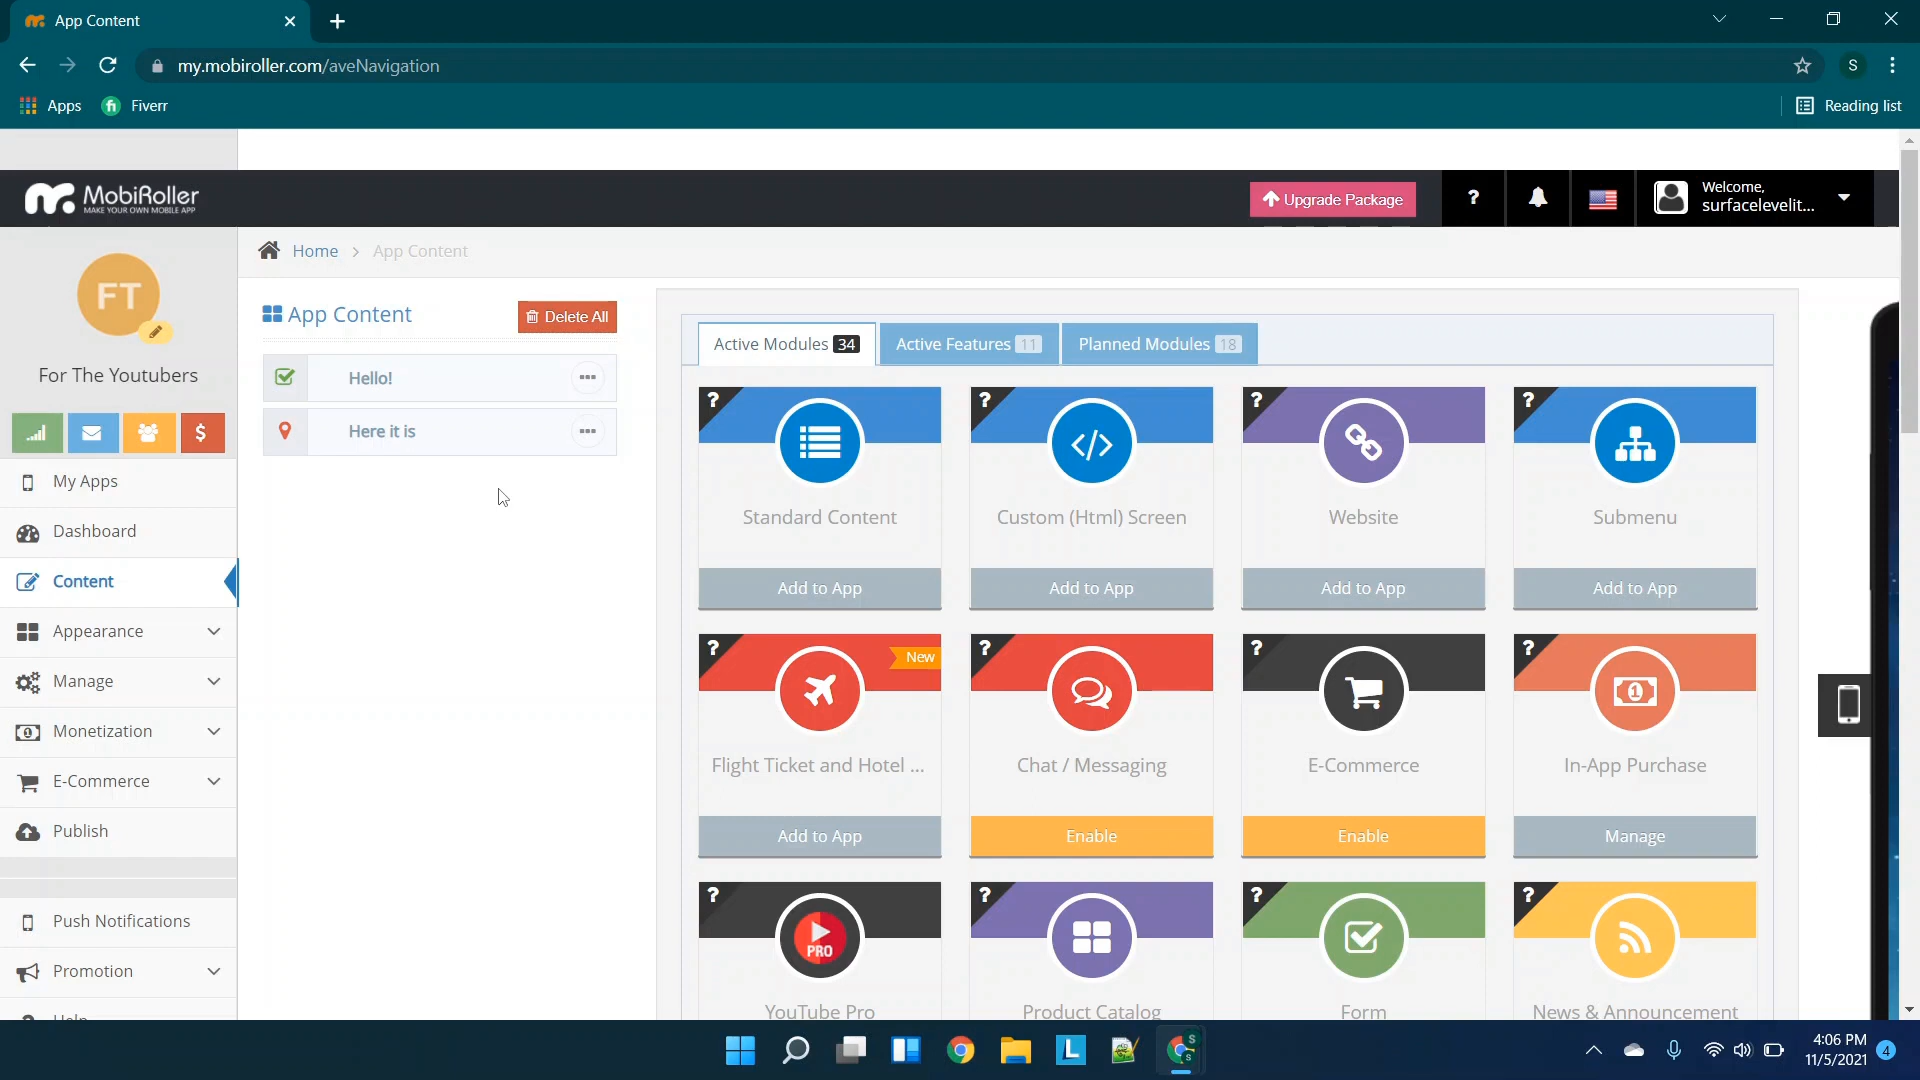 App Content
my.mobiroller.com/aveNavigation
S
Apps
Fiverr
Reading list
MobiRoller
MAKE YOUR OWN MOBILE APP
Upgrade Package
?
Welcome,
surfacelevelit...
FT
For The Youtubers
$
My Apps
Dashboard
Content
Appearance
Manage
Monetization
E-Commerce
Publish
Push Notifications
Promotion
Home > App Content
App Content
Delete All
Hello!
Here it is
Active Modules 34
Active Features 11
Planned Modules 18
? ? ? ?
Standard Content
Custom (Html) Screen
Website
Submenu
Add to App
Add to App
Add to App
Add to App
? New ? ? ?
Flight Ticket and Hotel ...
Chat / Messaging
E-Commerce
In-App Purchase
Add to App
Enable
Enable
Manage
? ? ? ?
PRO
YouTube Pro
Product Catalog
Form
News & Announcement
L
4:06 PM
11/5/2021
4